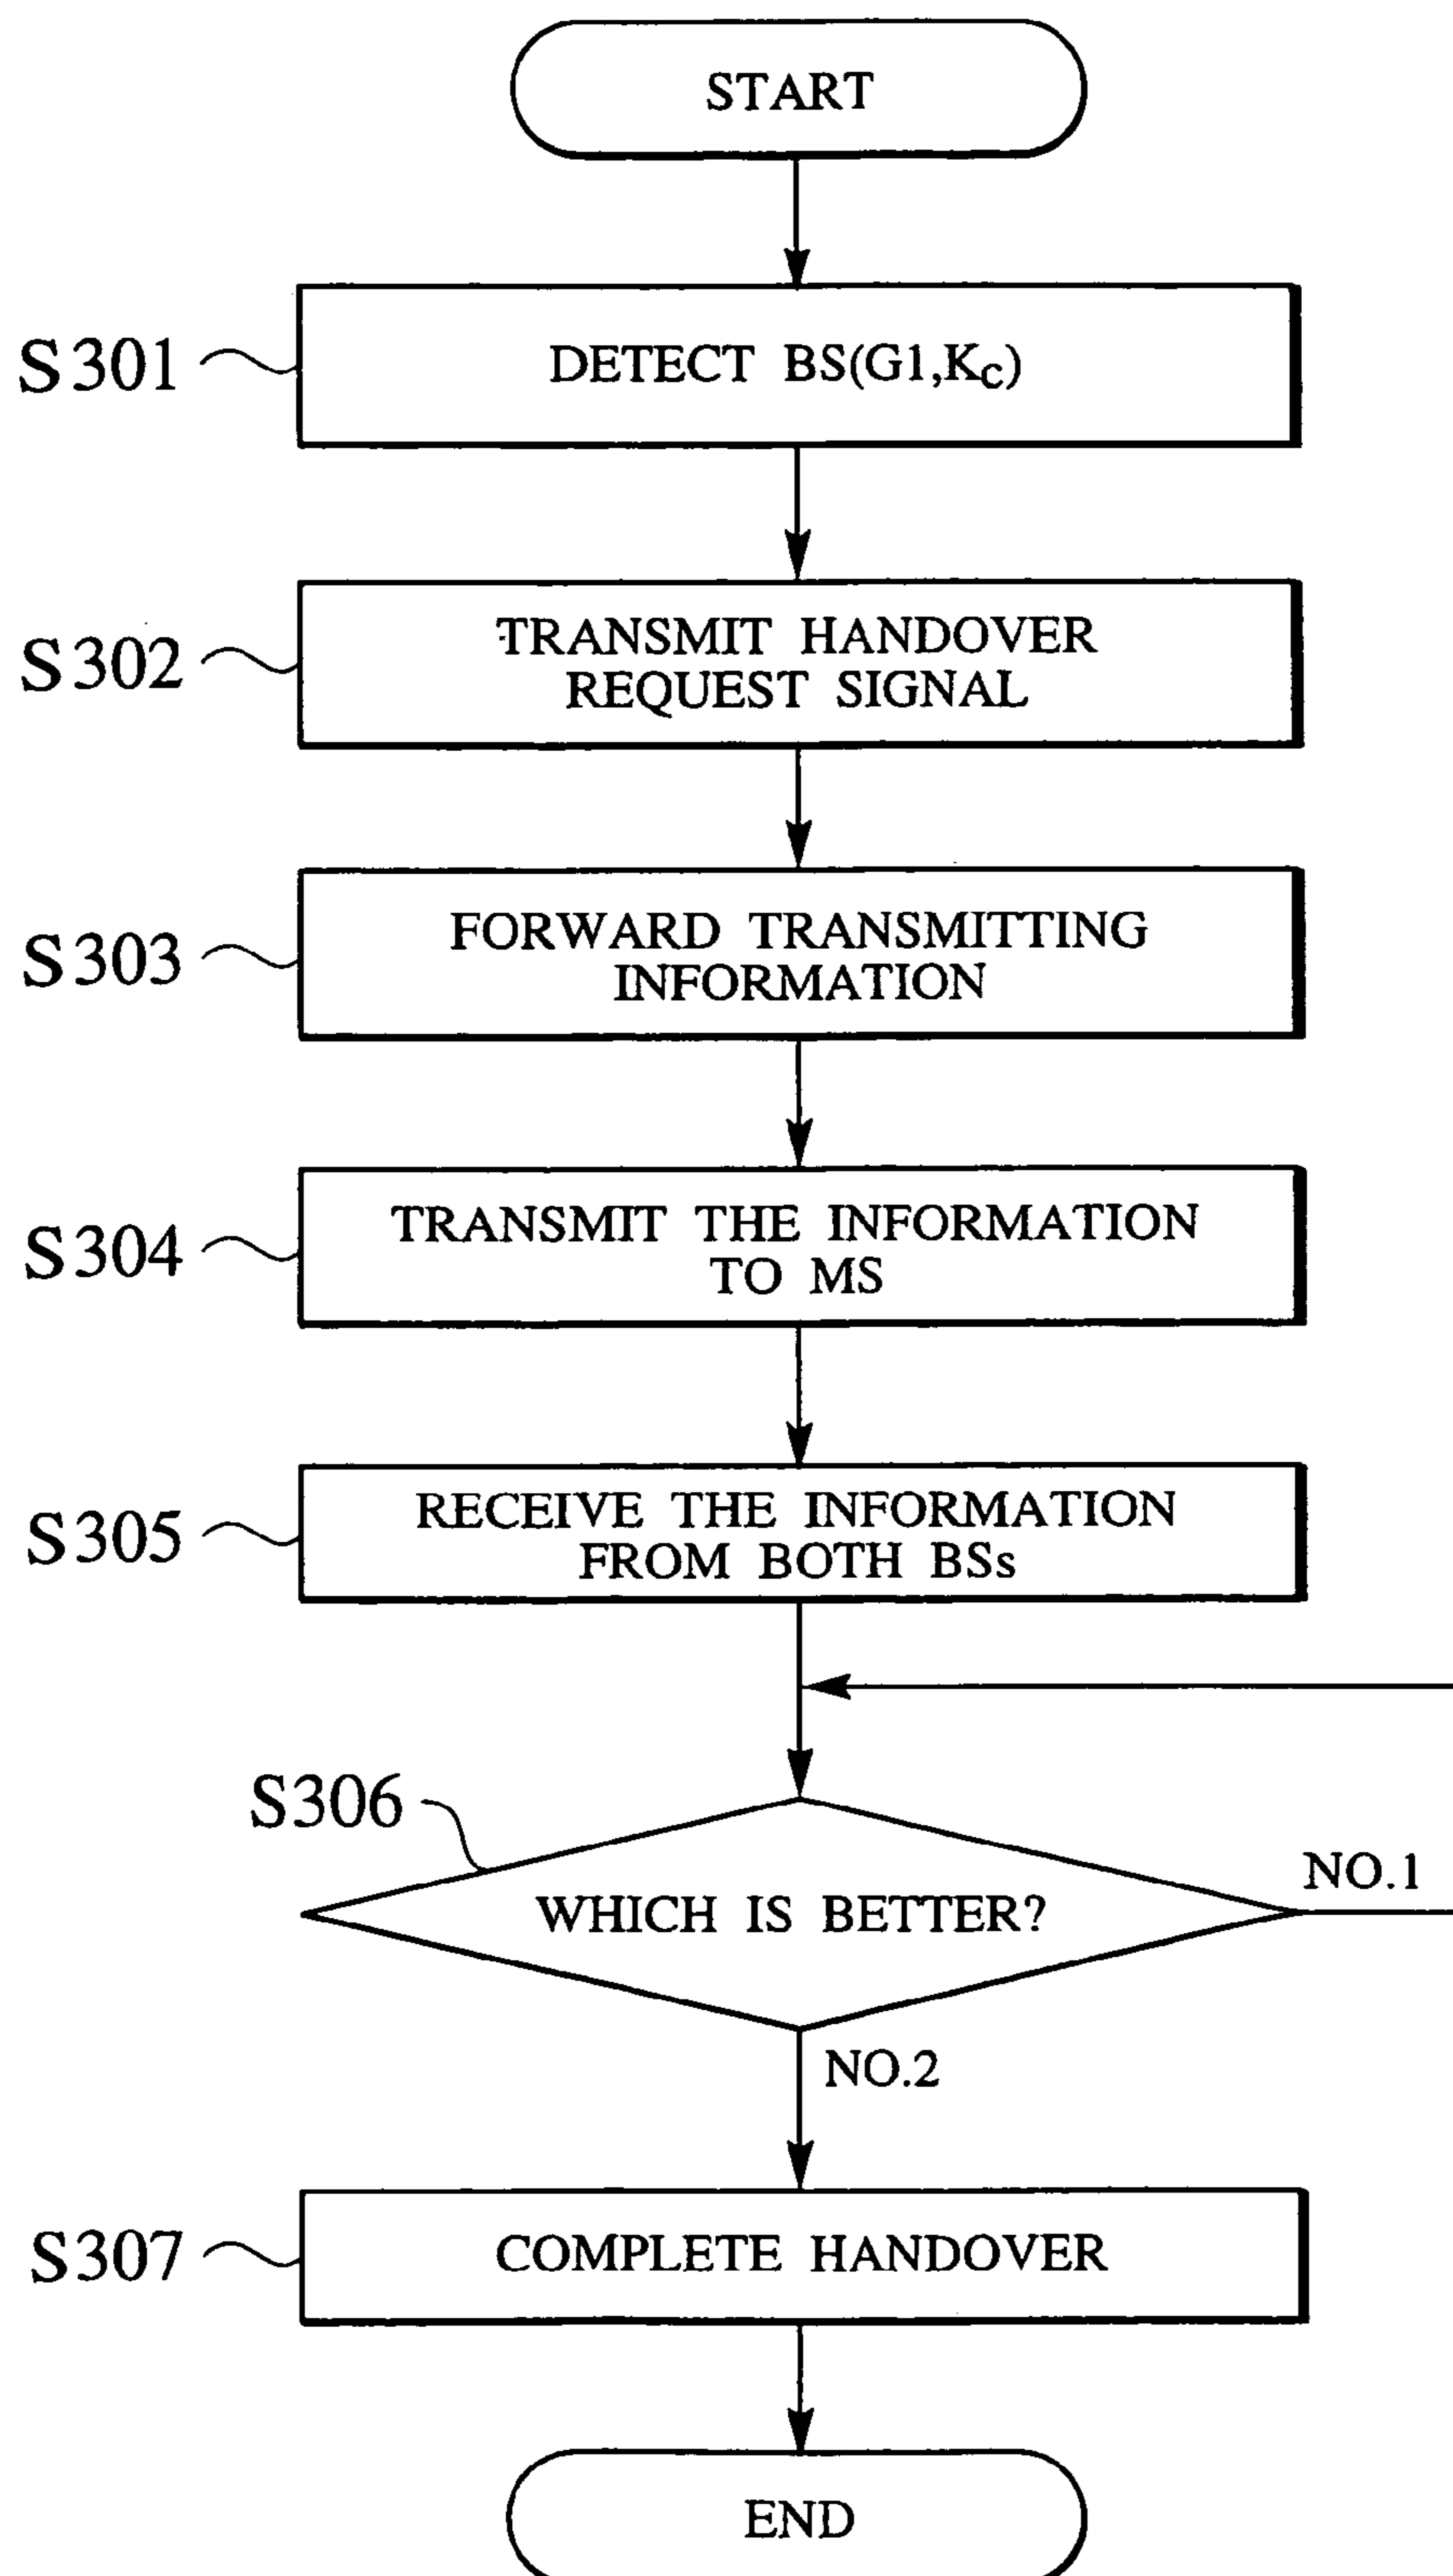 START
S301
DETECT BS(G1,Kc)
S302
TRANSMIT HANDOVER
REQUEST SIGNAL
S303
FORWARD TRANSMITTING
INFORMATION
S304
TRANSMIT THE INFORMATION
TO MS
S305
RECEIVE THE INFORMATION
FROM BOTH BSs
S306
WHICH IS BETTER?
NO.1
NO.2
S307
COMPLETE HANDOVER
END